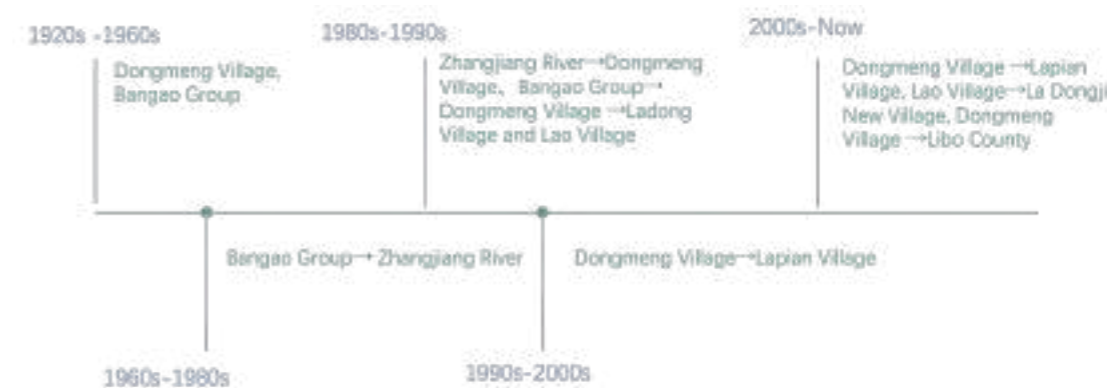 1920s -1960s
Dongmeng Village,
Bangao Group
1980s-1990s
Zhangjiang River→Dongmeng
Village、Bangao Group→
Dongmeng Village →Ladong
Village and Lao Village
2000s-Now
Dongmeng Village →Lapian
Village, Lao Village→La Dongji
New Village, Dongmeng
Village →Libo County
Bangao Group→ Zhangjiang River
Dongmeng Village→Lapian Village
1960s-1980s
1990s-2000s